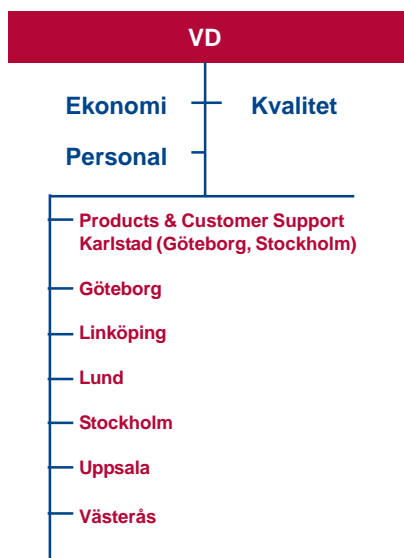 VD
Ekonomi Kvalitet
Personal
Products & Customer Support
Karlstad (Göteborg, Stockholm)
Göteborg
Linköping
Lund
Stockholm
Uppsala
Västerås